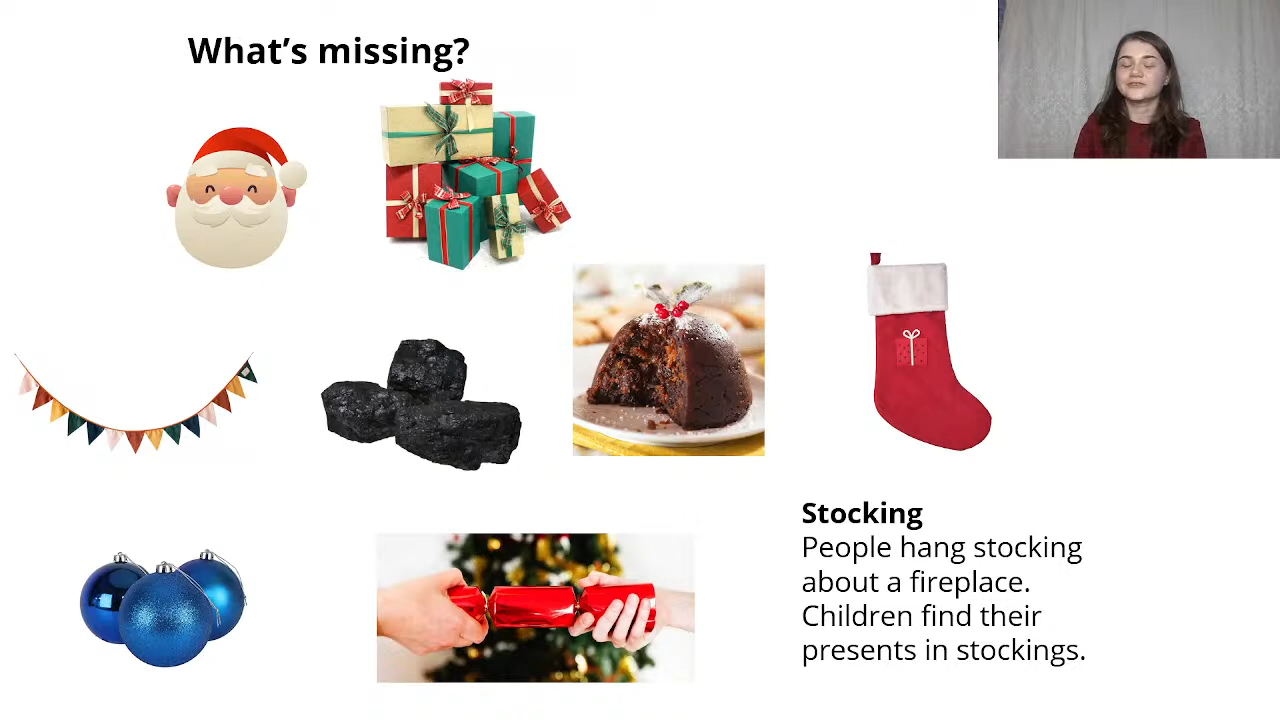 What’s missing?
Stocking
People hang stocking
about a fireplace.
Children find their
presents in stockings.